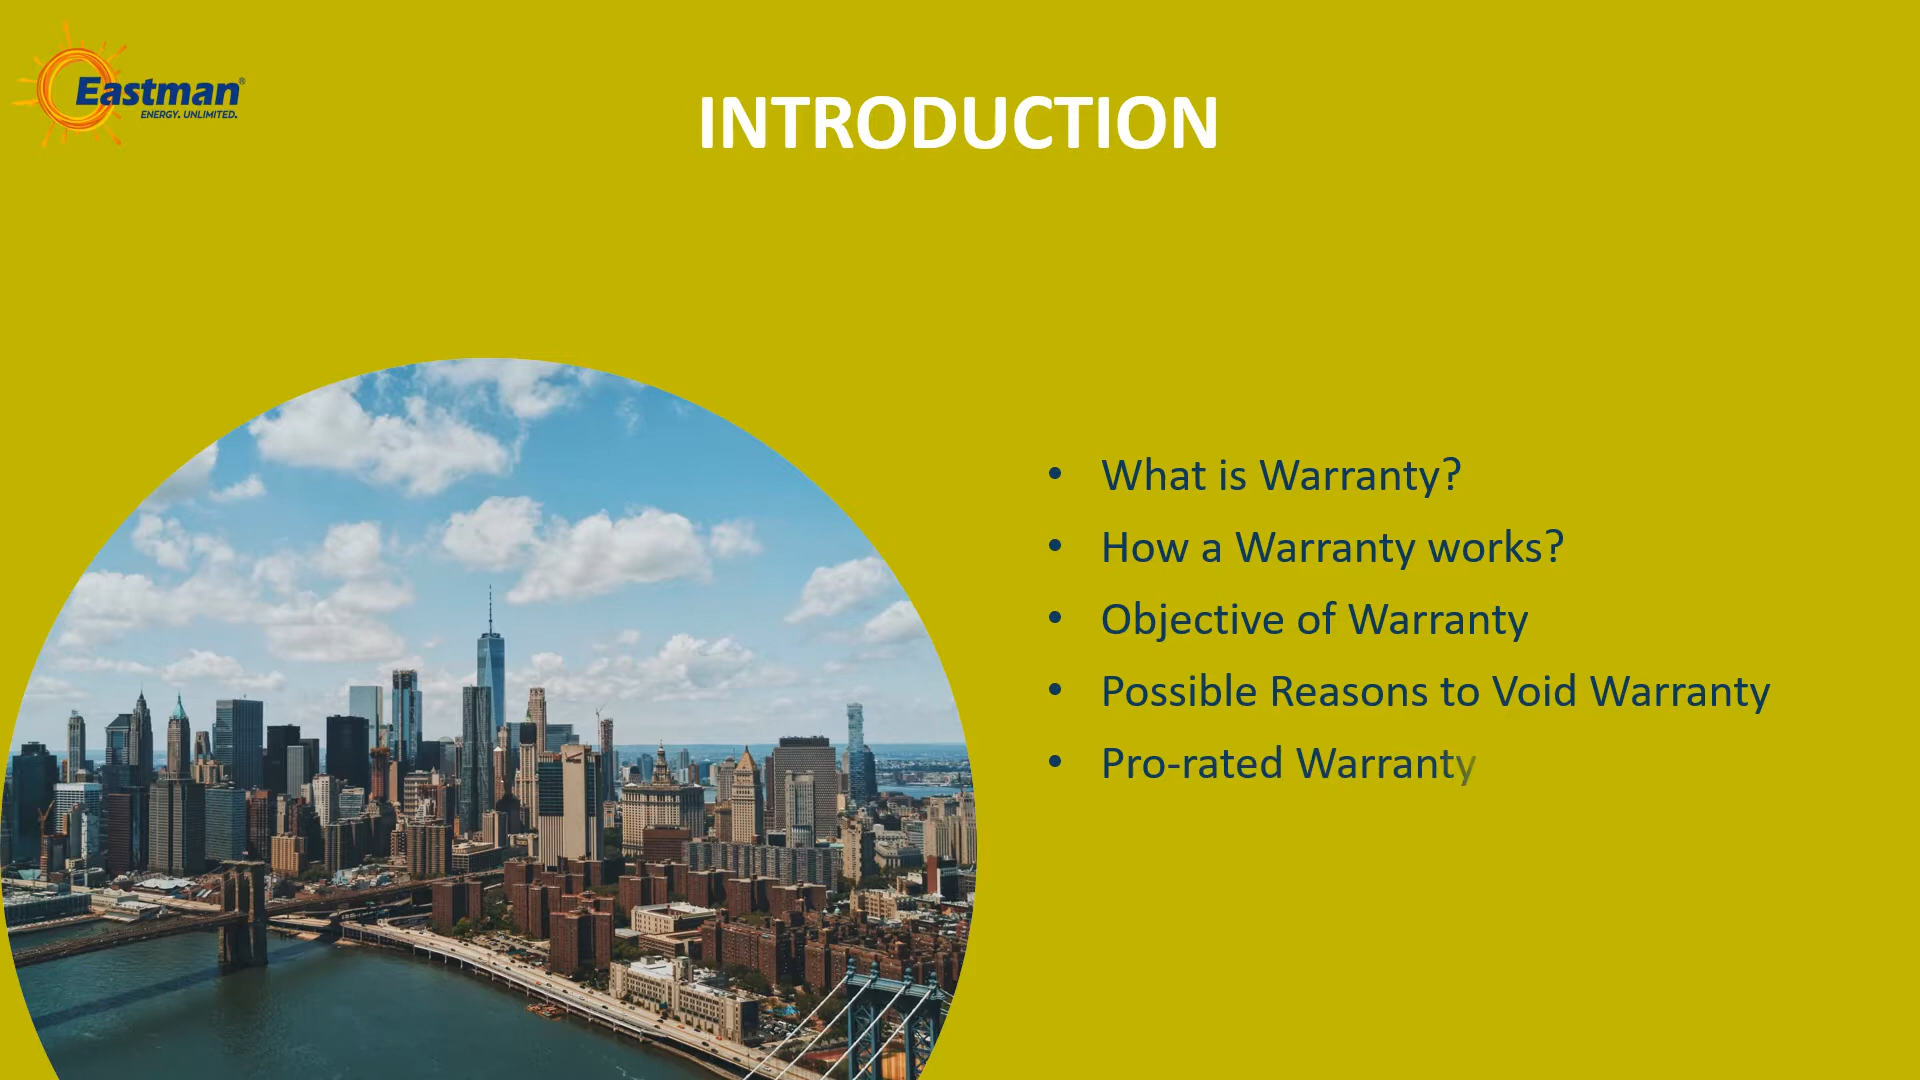 Eastman®
ENERGY. UNLIMITED.
INTRODUCTION
• What is Warranty?
• How a Warranty works?
• Objective of Warranty
• Possible Reasons to Void Warranty
• Pro-rated Warranty